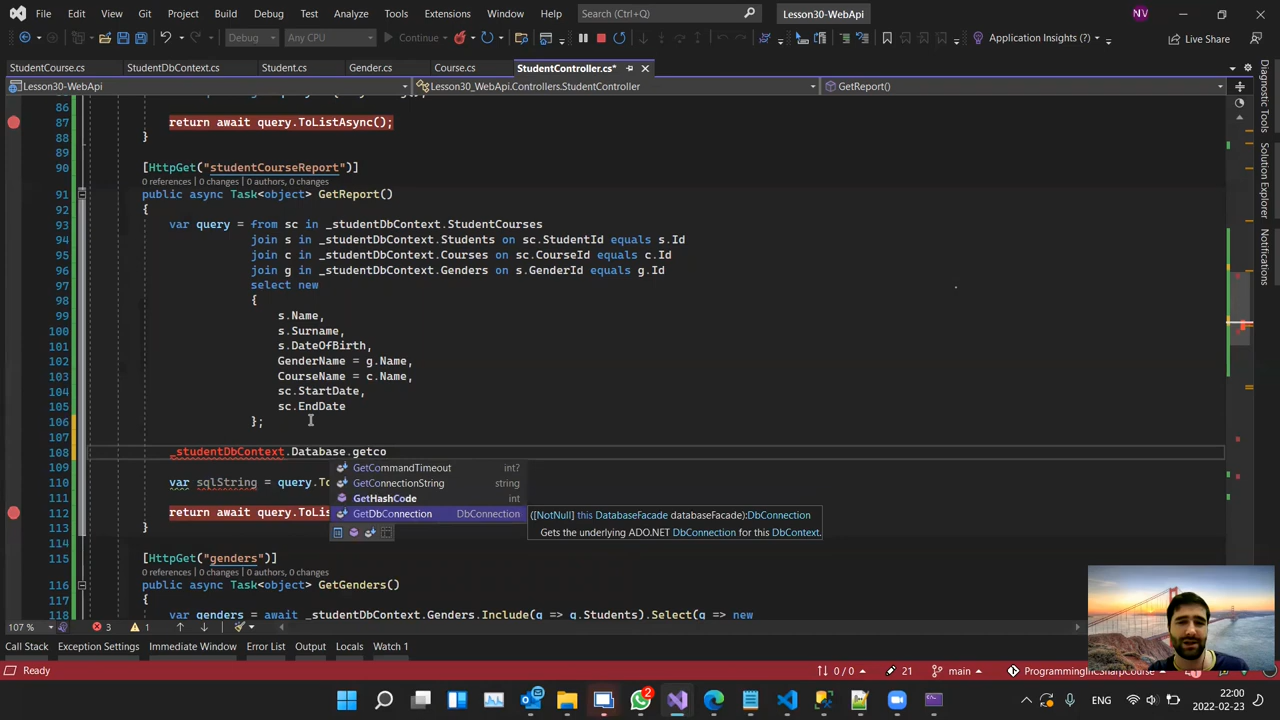 File Edit View Git Project Build Debug Test Analyze Tools Extensions Window Help Search (Ctrl+Q) Lesson30-WebApi NV
Debug Any CPU Continue Application Insights (?) Live Share
StudentCourse.cs StudentDbContext.cs Student.cs Gender.cs Course.cs StudentController.cs*
Lesson30-WebApi Lesson30_WebApi.Controllers.StudentController GetReport()
86
87 return await query.ToListAsync();
88 }
89
90 [HttpGet("studentCourseReport")]
0 references | 0 changes | 0 authors, 0 changes
91 public async Task<object> GetReport()
92 {
93 var query = from sc in _studentDbContext.StudentCourses
94 join s in _studentDbContext.Students on sc.StudentId equals s.Id
95 join c in _studentDbContext.Courses on sc.CourseId equals c.Id
96 join g in _studentDbContext.Genders on s.GenderId equals g.Id
97 select new
98 {
99 s.Name,
100 s.Surname,
101 s.DateOfBirth,
102 GenderName = g.Name,
103 CourseName = c.Name,
104 sc.StartDate,
105 sc.EndDate
106 };
107
108 _studentDbContext.Database.getco
GetCommandTimeout int?
109
GetConnectionString string
110 var sqlString = query.To
GetHashCode int
111
112 return await query.ToLis
GetDbConnection DbConnection
([NotNull] this DatabaseFacade databaseFacade):DbConnection
Gets the underlying ADO.NET DbConnection for this DbContext.
113 }
114
115 [HttpGet("genders")]
0 references | 0 changes | 0 authors, 0 changes
116 public async Task<object> GetGenders()
117 {
118 var genders = await _studentDbContext.Genders.Include(g => g.Students).Select(g => new
107 % 3 1
Call Stack Exception Settings Immediate Window Error List Output Locals Watch 1
Ready 0 / 0 21 main ProgrammingInCSharpCourse
Diagnostic Tools
Solution Explorer
Notifications
2
ENG 22:00
2022-02-23